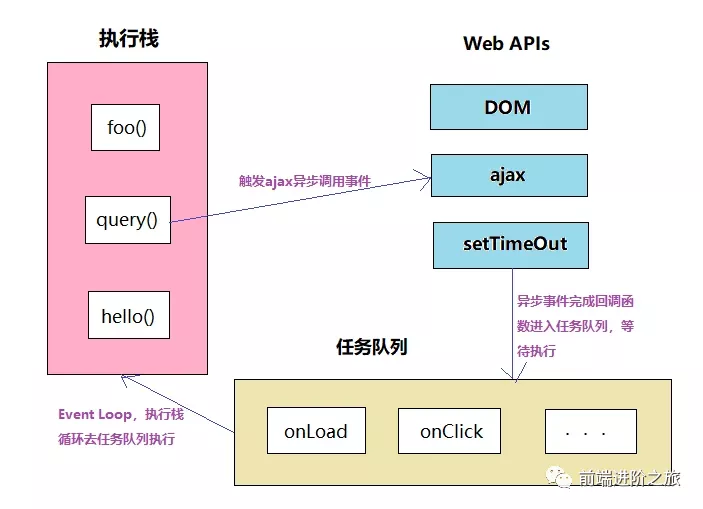 执行栈
Web APIs
foo()
query()
hello()
触发ajax异步调用事件
DOM
ajax
setTimeOut
异步事件完成回调函
数进入任务队列，等
待执行
任务队列
Event Loop，执行栈
循环去任务队列执行
onLoad
onClick
. . .
前端进阶之旅